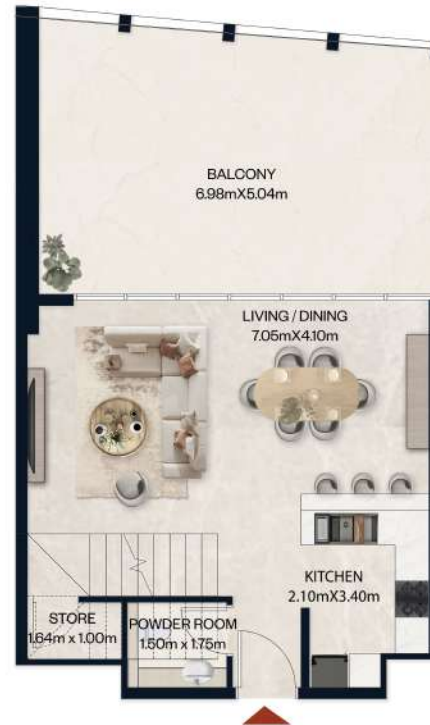 BALCONY
6.98mX5.04m
LIVING / DINING
7.05mX4.10m
KITCHEN
2.10mX3.40m
STORE
1.64m x 1.00m
POWDER ROOM
1.50m x 1.75m